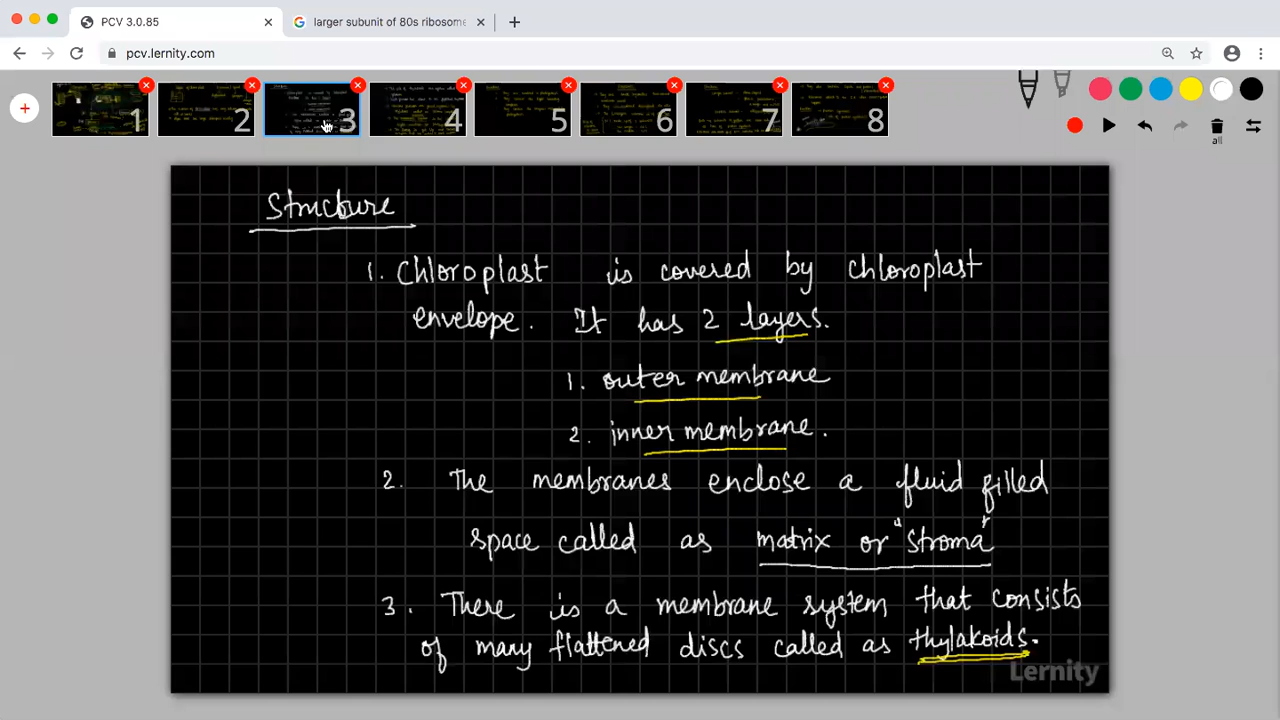 PCV 3.0.85
larger subunit of 80s ribosome
pcv.lernity.com
1 2 3 4 5 6 7 8
all
Structure
1. Chloroplast is covered by chloroplast
envelope. It has 2 layers.
1. outer membrane
2. inner membrane.
2. The membranes enclose a fluid filled
space called as matrix or "stroma"
3. There is a membrane system that consists
of many flattened discs called as thylakoids.
Lernity